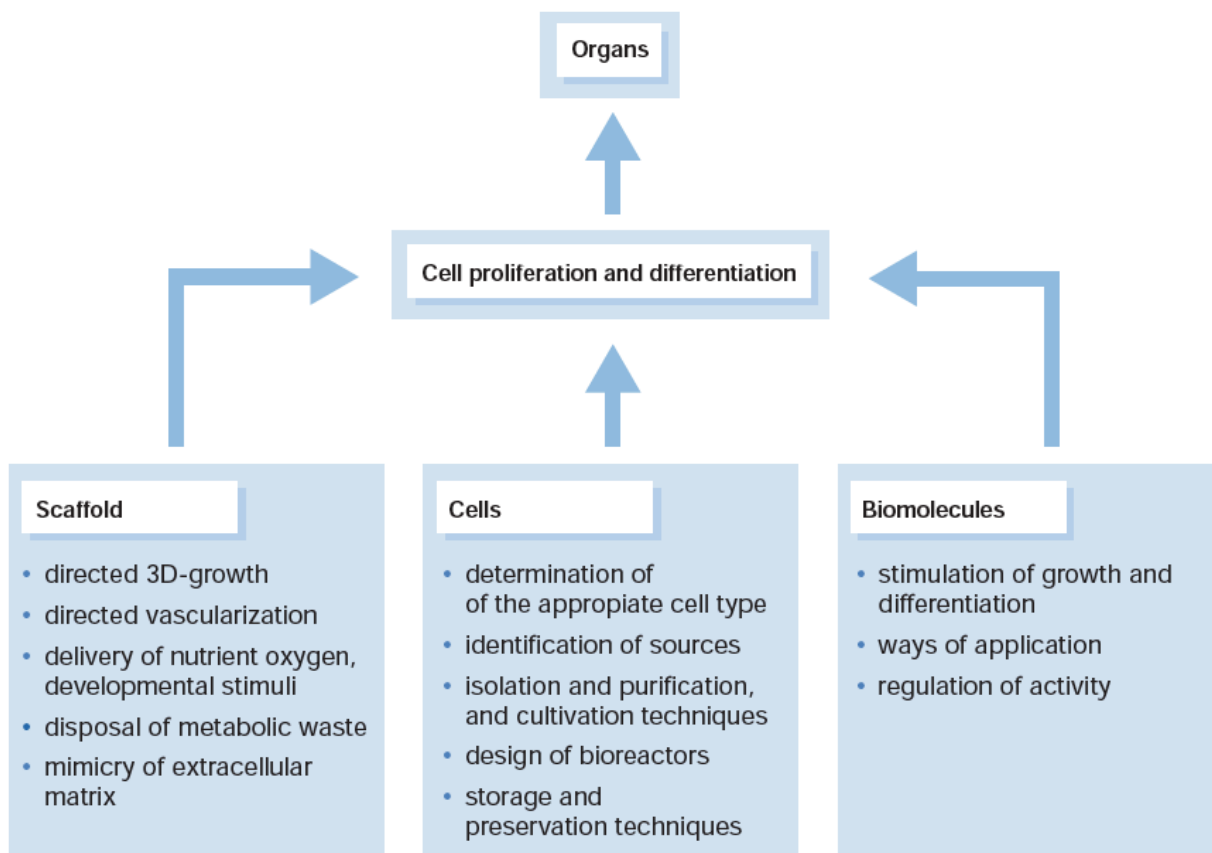 Organs
Cell proliferation and differentiation
Scaffold
• directed 3D-growth
• directed vascularization
• delivery of nutrient oxygen,
developmental stimuli
• disposal of metabolic waste
• mimicry of extracellular
matrix
Cells
• determination of
of the appropiate cell type
• identification of sources
• isolation and purification,
and cultivation techniques
• design of bioreactors
• storage and
preservation techniques
Biomolecules
• stimulation of growth and
differentiation
• ways of application
• regulation of activity